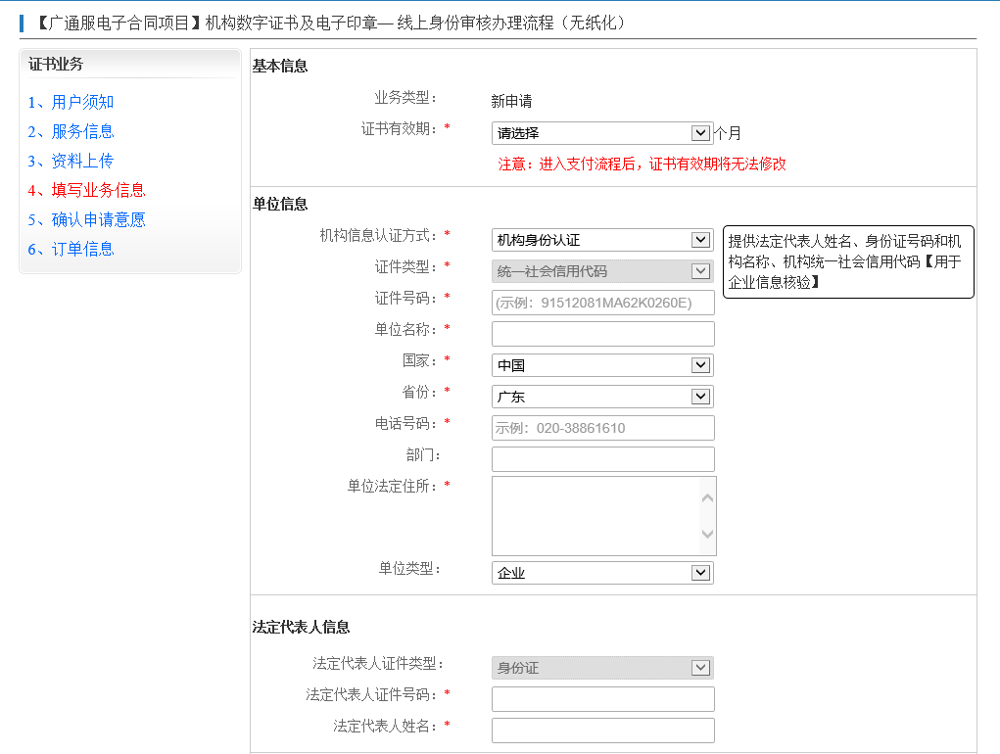 【广通服电子合同项目】机构数字证书及电子印章— 线上身份审核办理流程（无纸化）
证书业务
1、用户须知
2、服务信息
3、资料上传
4、填写业务信息
5、确认申请意愿
6、订单信息
基本信息
业务类型： 新申请
证书有效期：* 请选择 个月
注意：进入支付流程后，证书有效期将无法修改
单位信息
机构信息认证方式：* 机构身份认证
提供法定代表人姓名、身份证号码和机
构名称、机构统一社会信用代码【用于
企业信息核验】
证件类型：* 统一社会信用代码
证件号码：* (示例：91512081MA62K0260E)
单位名称：*
国家：* 中国
省份：* 广东
电话号码：* 示例：020-38861610
部门：
单位法定住所：*
单位类型： 企业
法定代表人信息
法定代表人证件类型： 身份证
法定代表人证件号码：*
法定代表人姓名：*